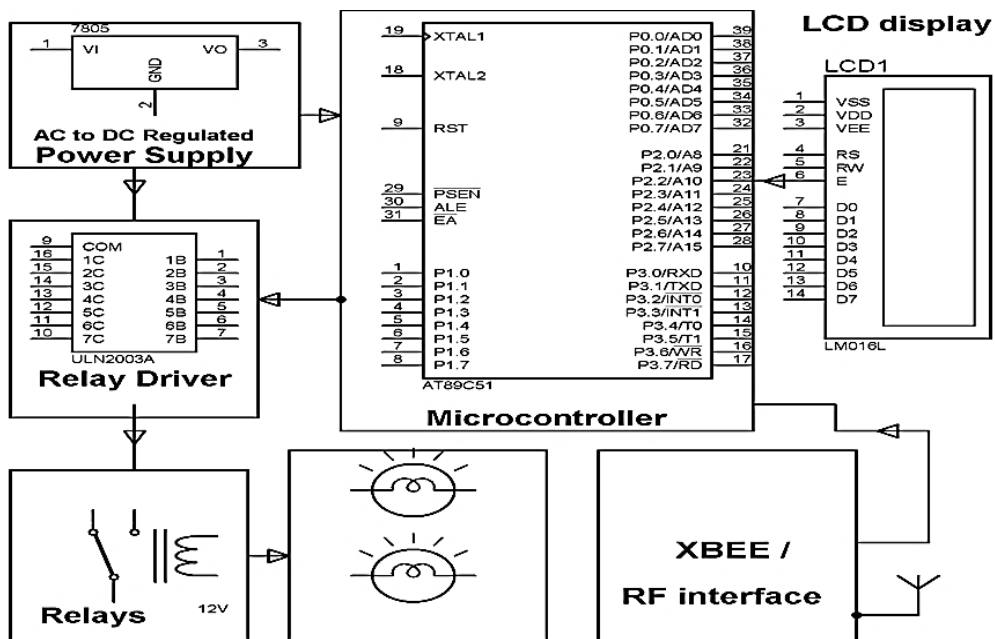 7805
1 VI VO 3
GND
2
AC to DC Regulated
Power Supply
9 COM
16 1C 1B 1
15 2C 2B 2
14 3C 3B 3
13 4C 4B 4
12 5C 5B 5
11 6C 6B 6
10 7C 7B 7
ULN2003A
Relay Driver
Relays
12V
19 XTAL1
18 XTAL2
9 RST
29 PSEN
30 ALE
31 EA
1 P1.0
2 P1.1
3 P1.2
4 P1.3
5 P1.4
6 P1.5
7 P1.6
8 P1.7
P0.0/AD0 39
P0.1/AD1 38
P0.2/AD2 37
P0.3/AD3 36
P0.4/AD4 35
P0.5/AD5 34
P0.6/AD6 33
P0.7/AD7 32
P2.0/A8 21
P2.1/A9 22
P2.2/A10 23
P2.3/A11 24
P2.4/A12 25
P2.5/A13 26
P2.6/A14 27
P2.7/A15 28
P3.0/RXD 10
P3.1/TXD 11
P3.2/INT0 12
P3.3/INT1 13
P3.4/T0 14
P3.5/T1 15
P3.6/WR 16
P3.7/RD 17
AT89C51
Microcontroller
LCD display
LCD1
1 VSS
2 VDD
3 VEE
4 RS
5 RW
6 E
7 D0
8 D1
9 D2
10 D3
11 D4
12 D5
13 D6
14 D7
LM016L
XBEE /
RF interface